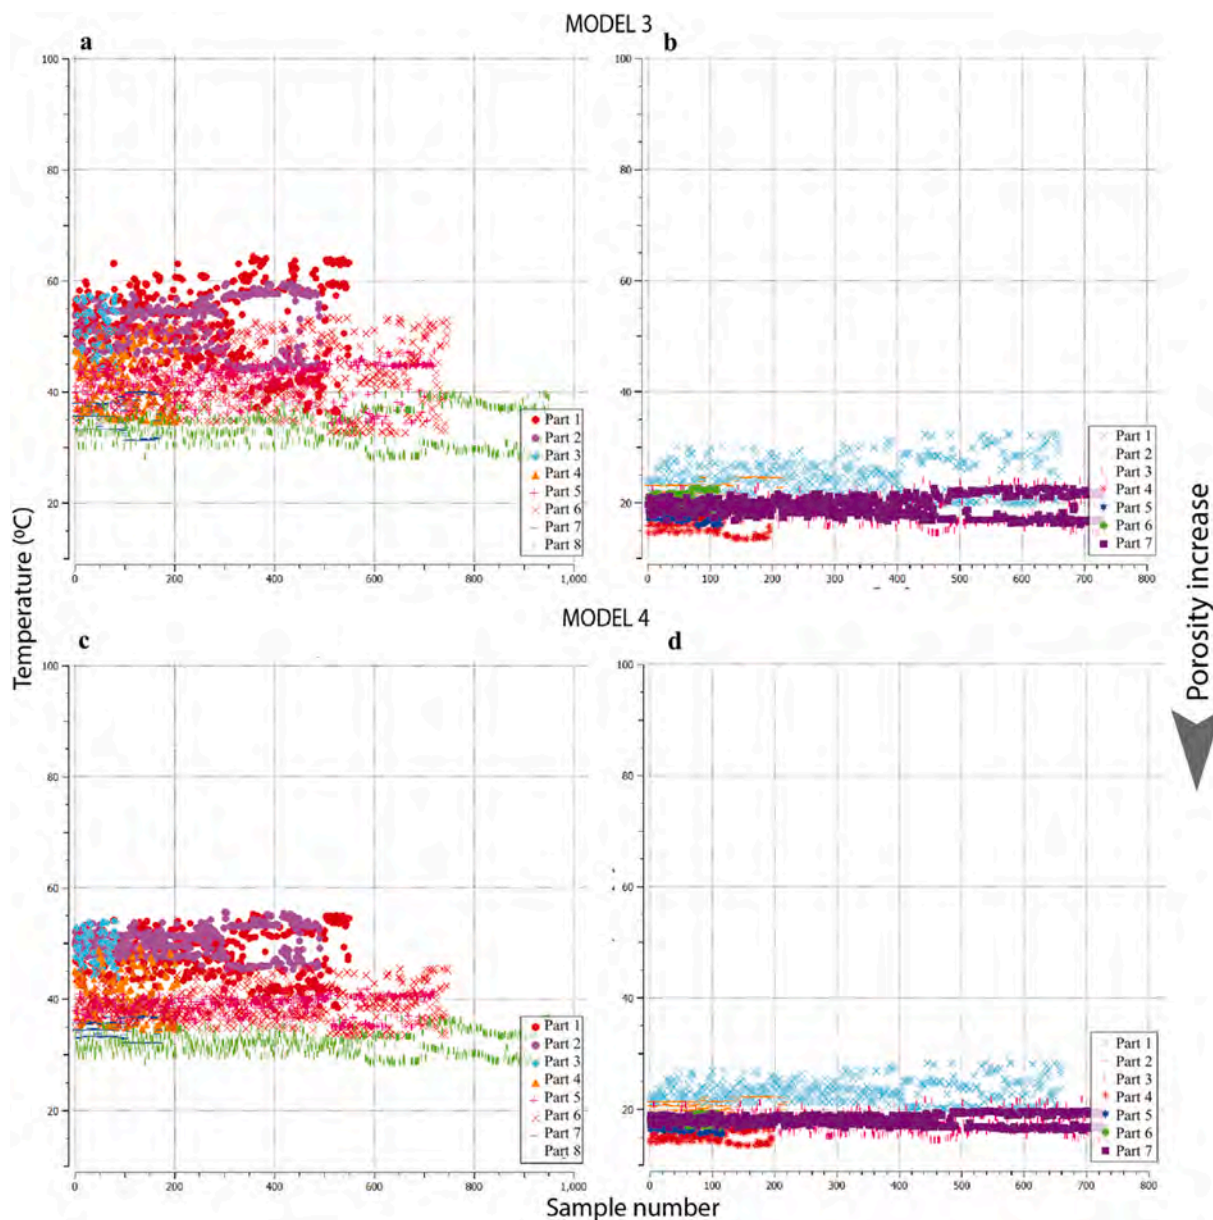 MODEL 3
a
b
100
80
60
40
20
0
200
400
600
800
1,000
Part 1
Part 2
Part 3
Part 4
Part 5
Part 6
Part 7
Part 8
100
80
60
40
20
0
100
200
300
400
500
600
700
800
Part 1
Part 2
Part 3
Part 4
Part 5
Part 6
Part 7
Temperature (ºC)
Porosity increase
MODEL 4
c
d
100
80
60
40
20
0
200
400
600
800
1,000
Part 1
Part 2
Part 3
Part 4
Part 5
Part 6
Part 7
Part 8
100
80
60
40
20
0
100
200
300
400
500
600
700
800
Part 1
Part 2
Part 3
Part 4
Part 5
Part 6
Part 7
Sample number